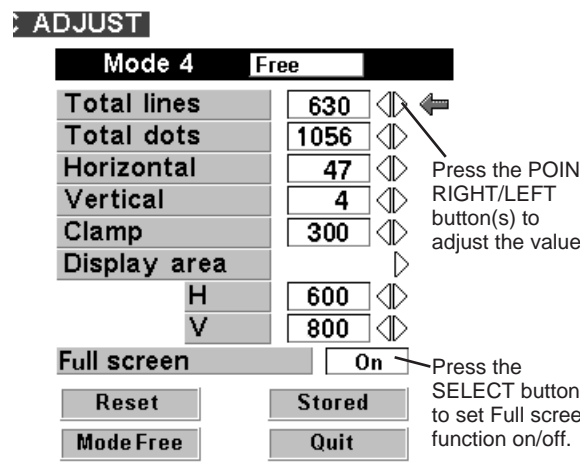 C ADJUST
Mode 4 Free
Total lines 630
Total dots 1056
Horizontal 47
Vertical 4
Clamp 300
Display area
H 600
V 800
Full screen On
Reset Stored
Mode Free Quit
Press the POIN
RIGHT/LEFT
button(s) to
adjust the value
Press the
SELECT button
to set Full scree
function on/off.